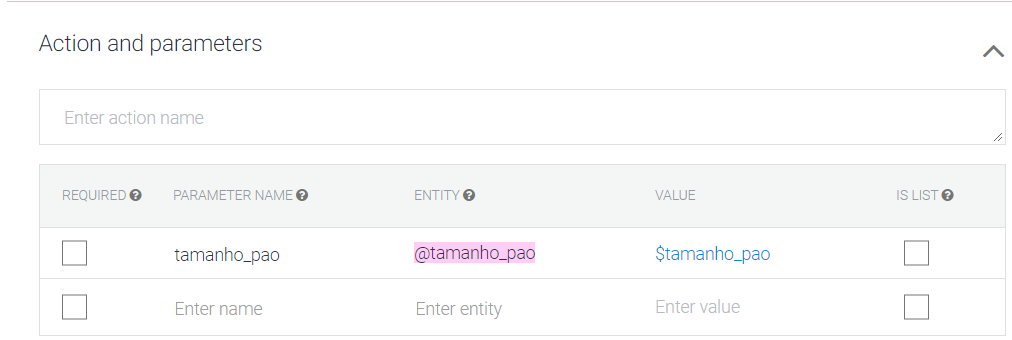 Action and parameters
Enter action name
REQUIRED PARAMETER NAME ENTITY VALUE IS LIST
tamanho_pao @tamanho_pao $tamanho_pao
Enter name Enter entity Enter value